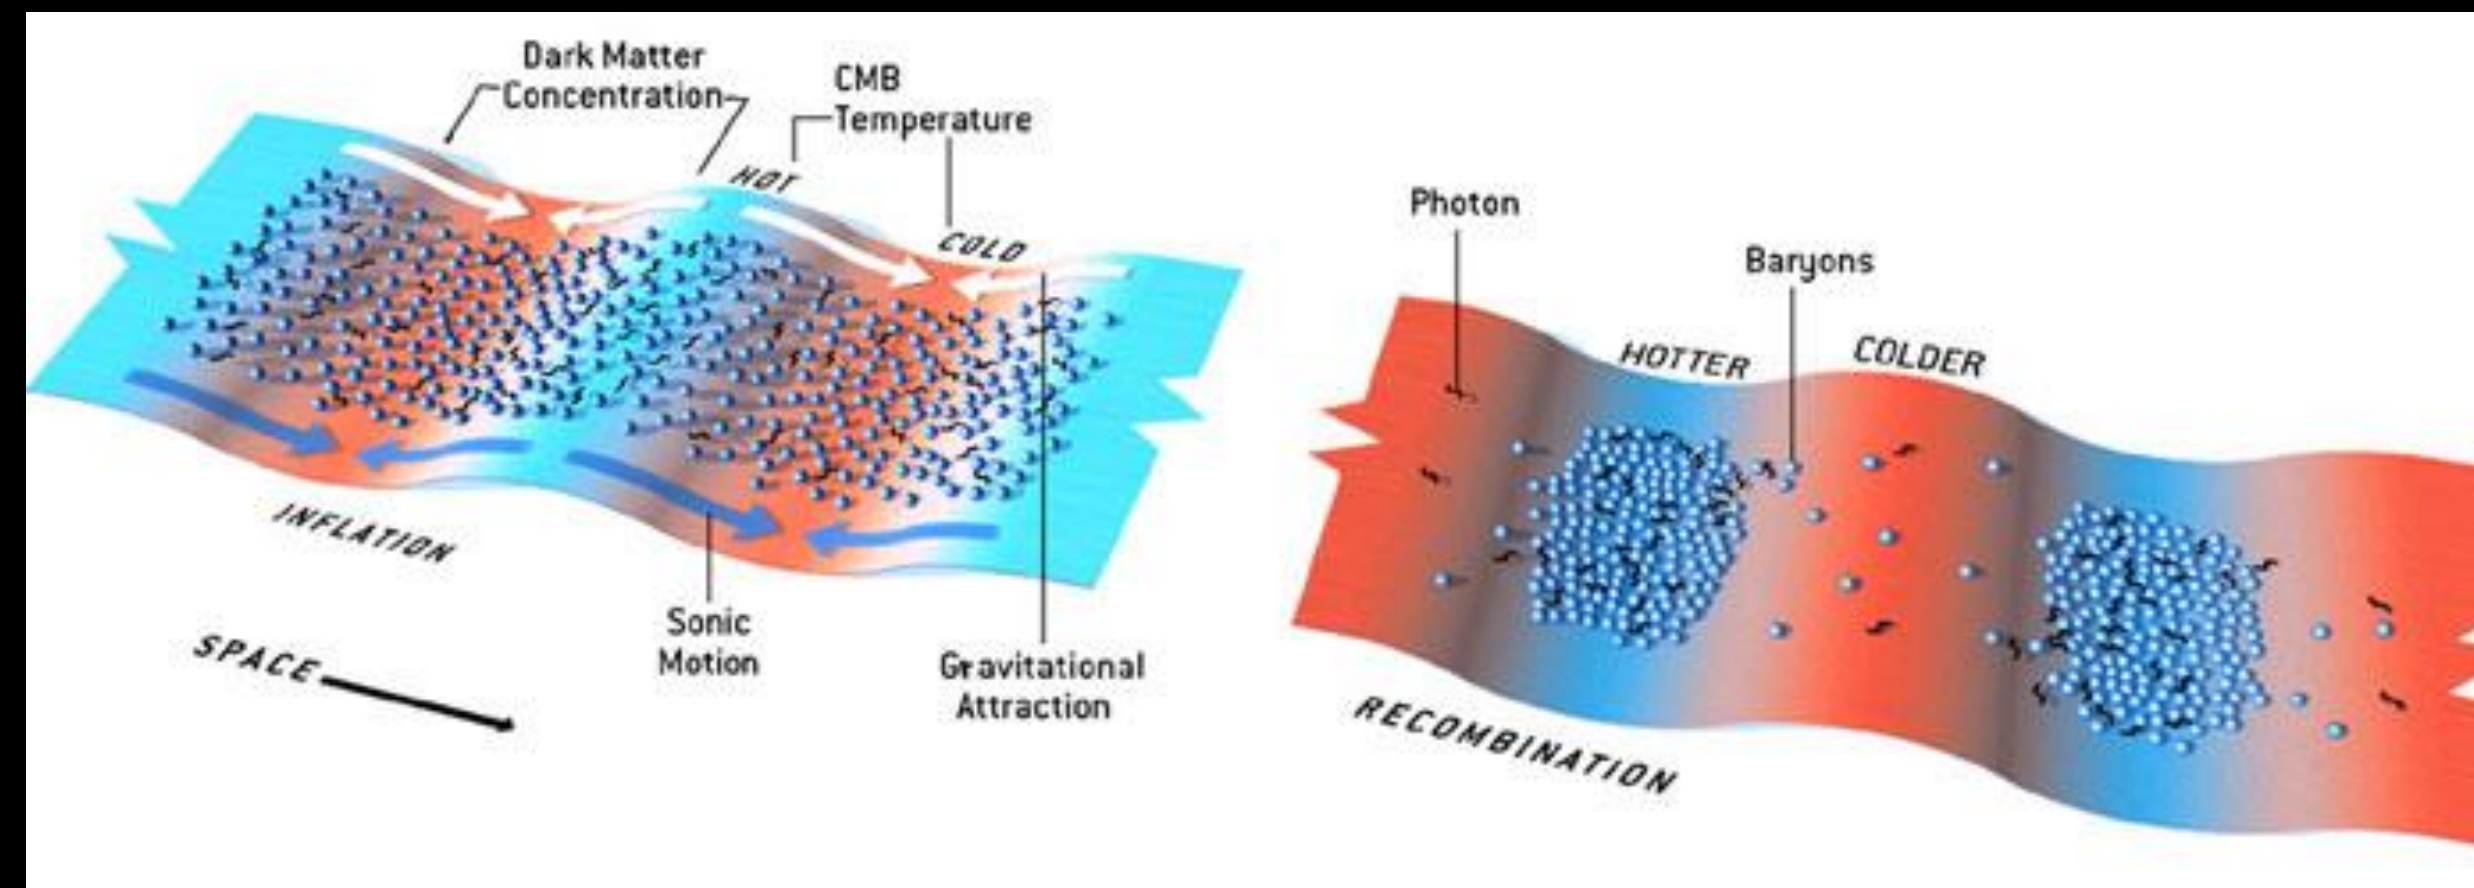 Dark Matter
Concentration
CMB
Temperature
HOT
COLD
INFLATION
SPACE
Sonic
Motion
Gravitational
Attraction
Photon
Baryons
HOTTER
COLDER
RECOMBINATION